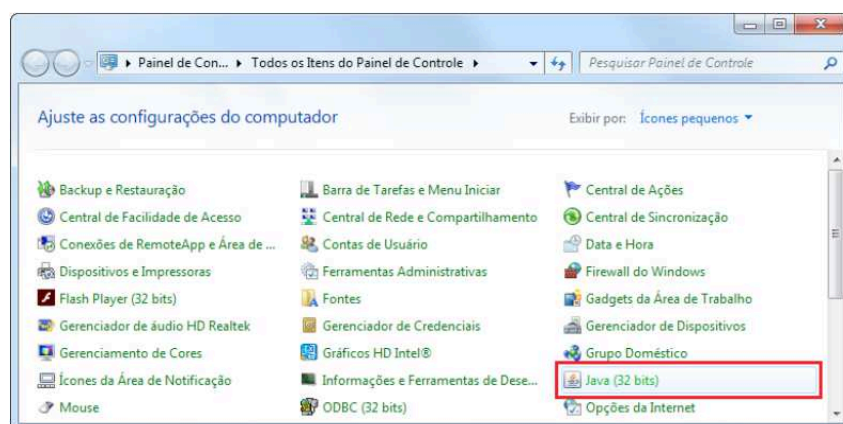 Painel de Con... Todos os Itens do Painel de Controle Pesquisar Painel de Controle
Ajuste as configurações do computador Exibir por: Ícones pequenos
Backup e Restauração Barra de Tarefas e Menu Iniciar Central de Ações
Central de Facilidade de Acesso Central de Rede e Compartilhamento Central de Sincronização
Conexões de RemoteApp e Área de ... Contas de Usuário Data e Hora
Dispositivos e Impressoras Ferramentas Administrativas Firewall do Windows
Flash Player (32 bits) Fontes Gadgets da Área de Trabalho
Gerenciador de áudio HD Realtek Gerenciador de Credenciais Gerenciador de Dispositivos
Gerenciamento de Cores Gráficos HD Intel® Grupo Doméstico
Ícones da Área de Notificação Informações e Ferramentas de Dese... Java (32 bits)
Mouse ODBC (32 bits) Opções da Internet